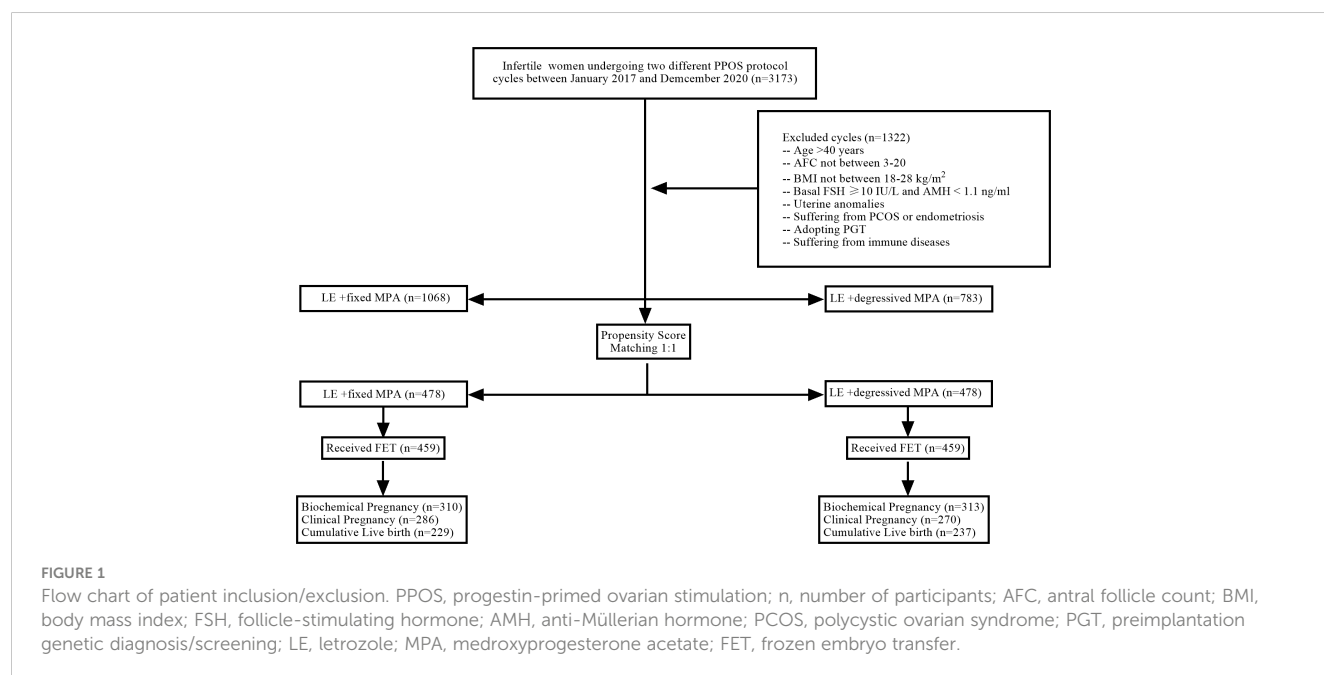 Infertile women undergoing two different PPOS protocol
cycles between January 2017 and Demcember 2020 (n=3173)
Excluded cycles (n=1322)
-- Age >40 years
-- AFC not between 3-20
-- BMI not between 18-28 kg/m²
-- Basal FSH ≥10 IU/L and AMH < 1.1 ng/ml
-- Uterine anomalies
-- Suffering from PCOS or endometriosis
-- Adopting PGT
-- Suffering from immune diseases
LE +fixed MPA (n=1068)
LE +degressived MPA (n=783)
Propensity Score
Matching 1:1
LE +fixed MPA (n=478)
LE +degressived MPA (n=478)
Received FET (n=459)
Received FET (n=459)
Biochemical Pregnancy (n=310)
Clinical Pregnancy (n=286)
Cumulative Live birth (n=229)
Biochemical Pregnancy (n=313)
Clinical Pregnancy (n=270)
Cumulative Live birth (n=237)
FIGURE 1
Flow chart of patient inclusion/exclusion. PPOS, progestin-primed ovarian stimulation; n, number of participants; AFC, antral follicle count; BMI,
body mass index; FSH, follicle-stimulating hormone; AMH, anti-Müllerian hormone; PCOS, polycystic ovarian syndrome; PGT, preimplantation
genetic diagnosis/screening; LE, letrozole; MPA, medroxyprogesterone acetate; FET, frozen embryo transfer.